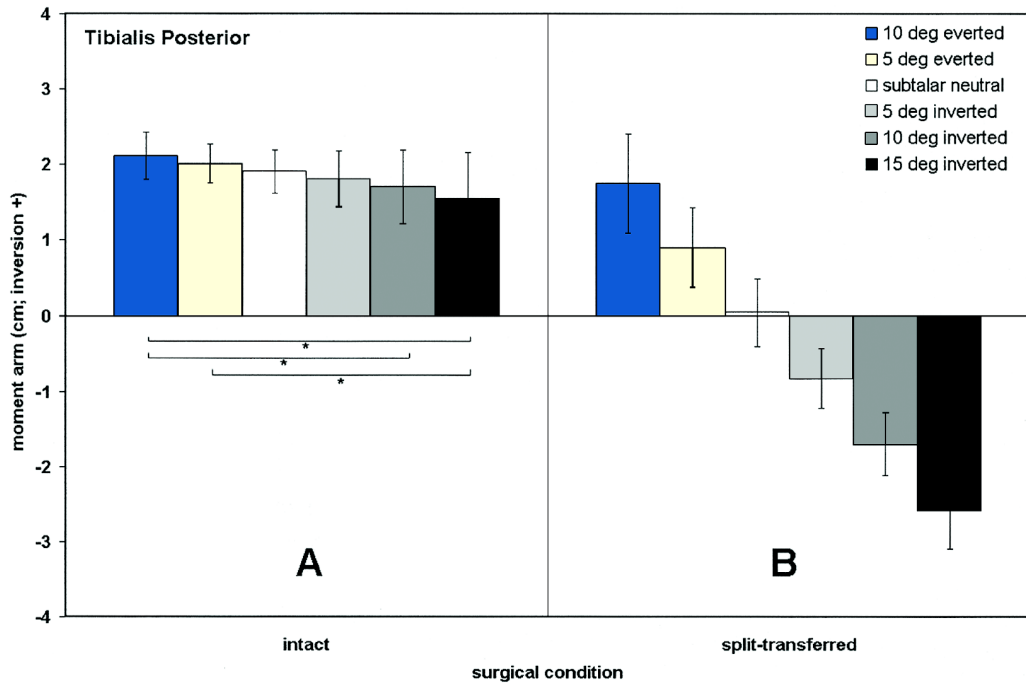 Tibialis Posterior
10 deg everted
5 deg everted
subtalar neutral
5 deg inverted
10 deg inverted
15 deg inverted
moment arm (cm; inversion +)
4
3
2
1
0
-1
-2
-3
-4
*
*
*
A
B
intact
split-transferred
surgical condition